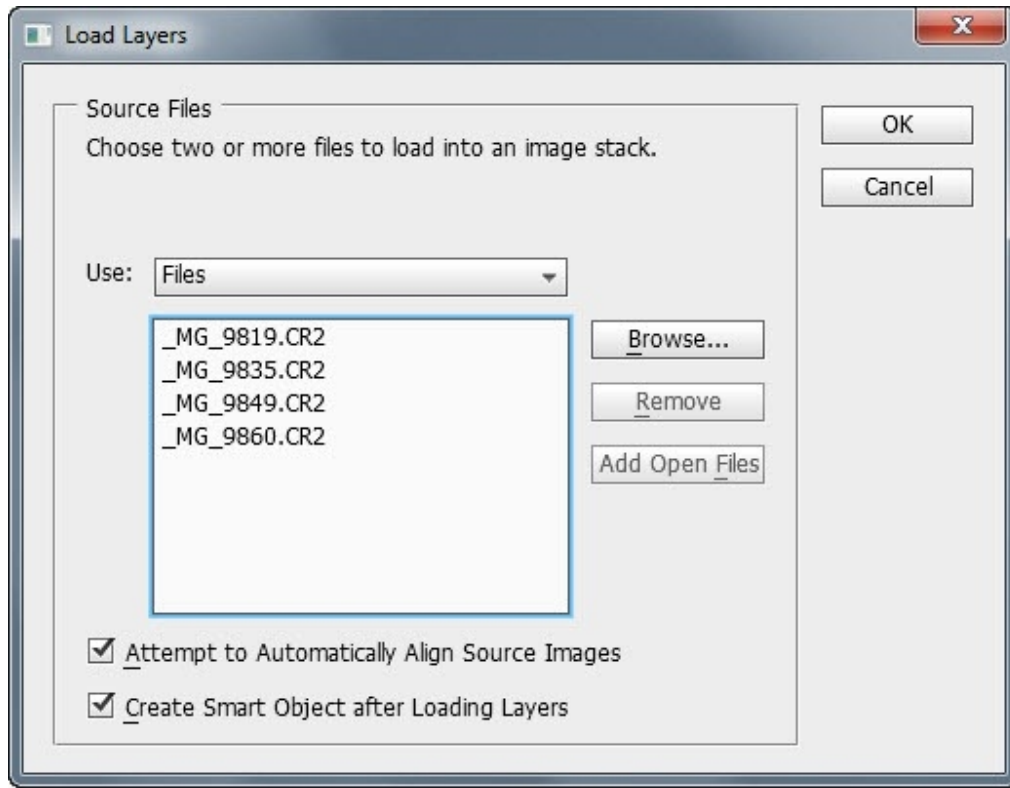 Load Layers
X
Source Files
Choose two or more files to load into an image stack.
OK
Cancel
Use: Files
_MG_9819.CR2
_MG_9835.CR2
_MG_9849.CR2
_MG_9860.CR2
Browse...
Remove
Add Open Files
Attempt to Automatically Align Source Images
Create Smart Object after Loading Layers